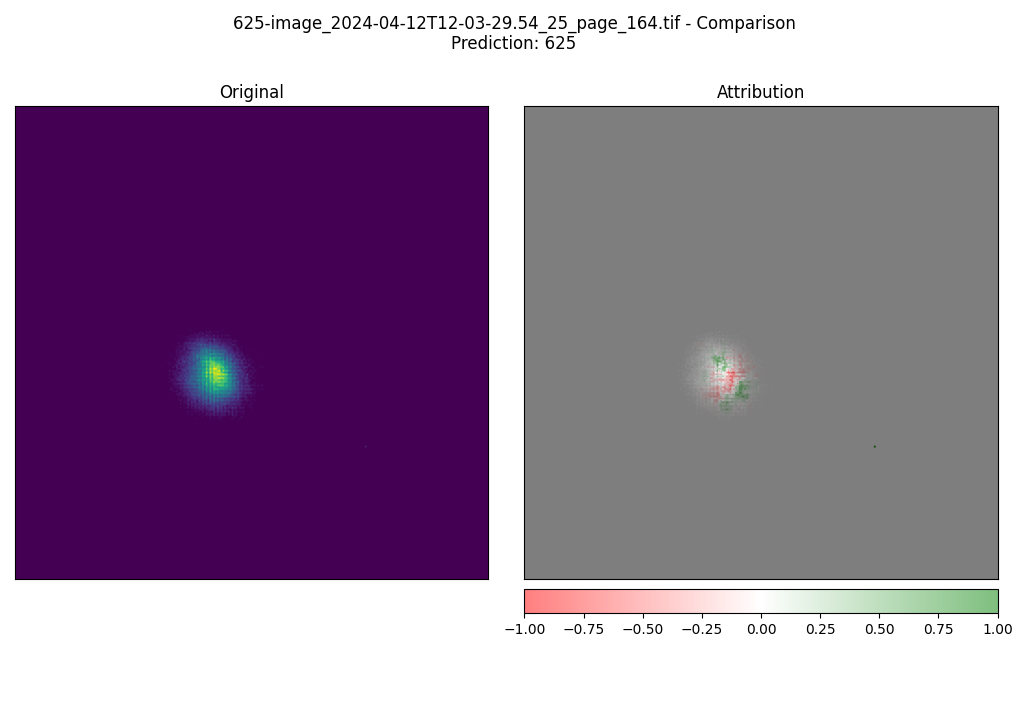 625-image_2024-04-12T12-03-29.54_25_page_164.tif - Comparison
Prediction: 625
Original
Attribution
−1.00 −0.75 −0.50 −0.25 0.00 0.25 0.50 0.75 1.00